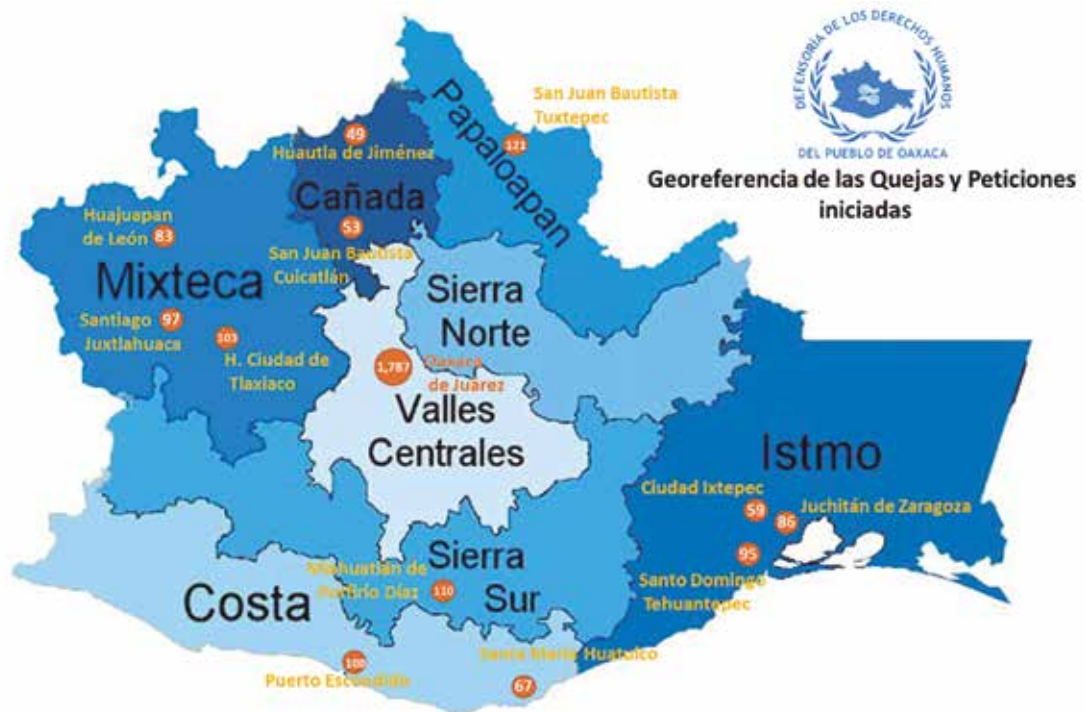 DEFENSORÍA DE LOS DERECHOS HUMANOS
DEL PUEBLO DE OAXACA
Georeferencia de las Quejas y Peticiones
iniciadas
Papaloapan
San Juan Bautista
Tuxtepec
121
49
Huautla de Jiménez
Cañada
53
San Juan Bautista
Cuicatlán
Huajuapan
de León
83
Mixteca
Santiago
Juxtlahuaca
97
103
H. Ciudad de
Tlaxiaco
Sierra
Norte
1,787
Oaxaca
de Juárez
Valles
Centrales
Istmo
Ciudad Ixtepec
59
86
Juchitán de Zaragoza
95
Santo Domingo
Tehuantepec
Sierra
Sur
Miahuatlán de
Porfirio Díaz
110
Costa
100
Puerto Escondido
Santa María Huatulco
67